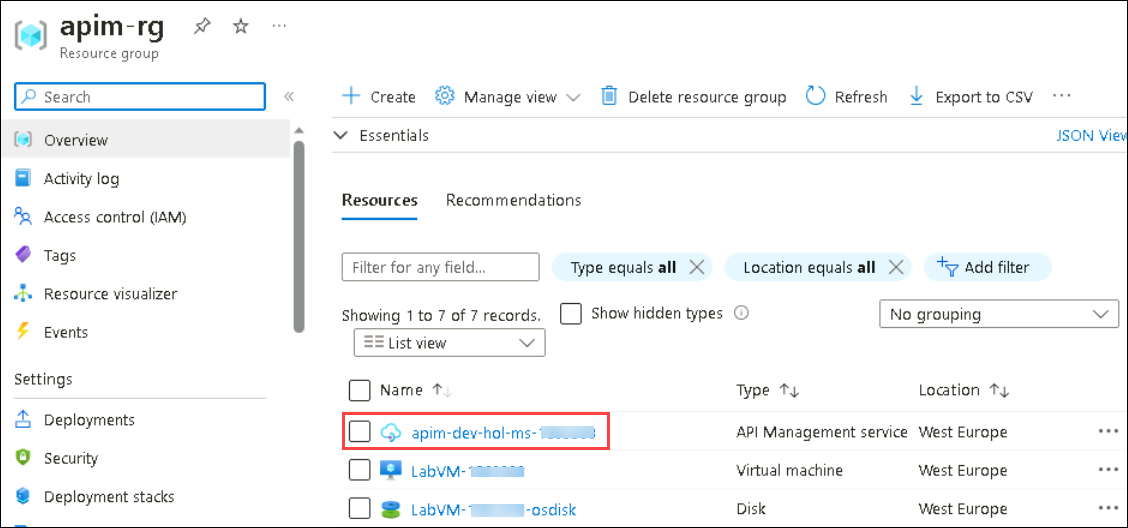 apim-rg
Resource group
Search
Overview
Activity log
Access control (IAM)
Tags
Resource visualizer
Events
Settings
Deployments
Security
Deployment stacks
Create
Manage view
Delete resource group
Refresh
Export to CSV
Essentials
JSON View
Resources
Recommendations
Filter for any field...
Type equals all
Location equals all
Add filter
Showing 1 to 7 of 7 records.
Show hidden types
No grouping
List view
Name Type Location
apim-dev-hol-ms- API Management service West Europe
LabVM- Virtual machine West Europe
LabVM- -osdisk Disk West Europe